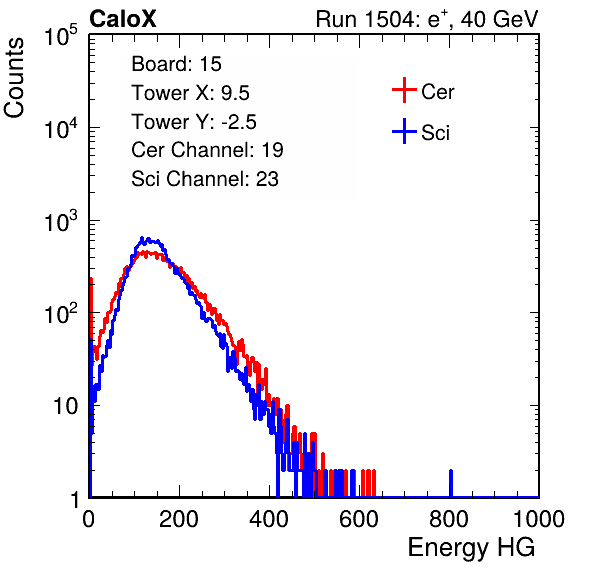 CaloX Run 1504: e⁺, 40 GeV
Counts
10⁵
10⁴
10³
10²
10
1
Board: 15
Tower X: 9.5
Tower Y: -2.5
Cer Channel: 19
Sci Channel: 23
Cer
Sci
0 200 400 600 800 1000
Energy HG